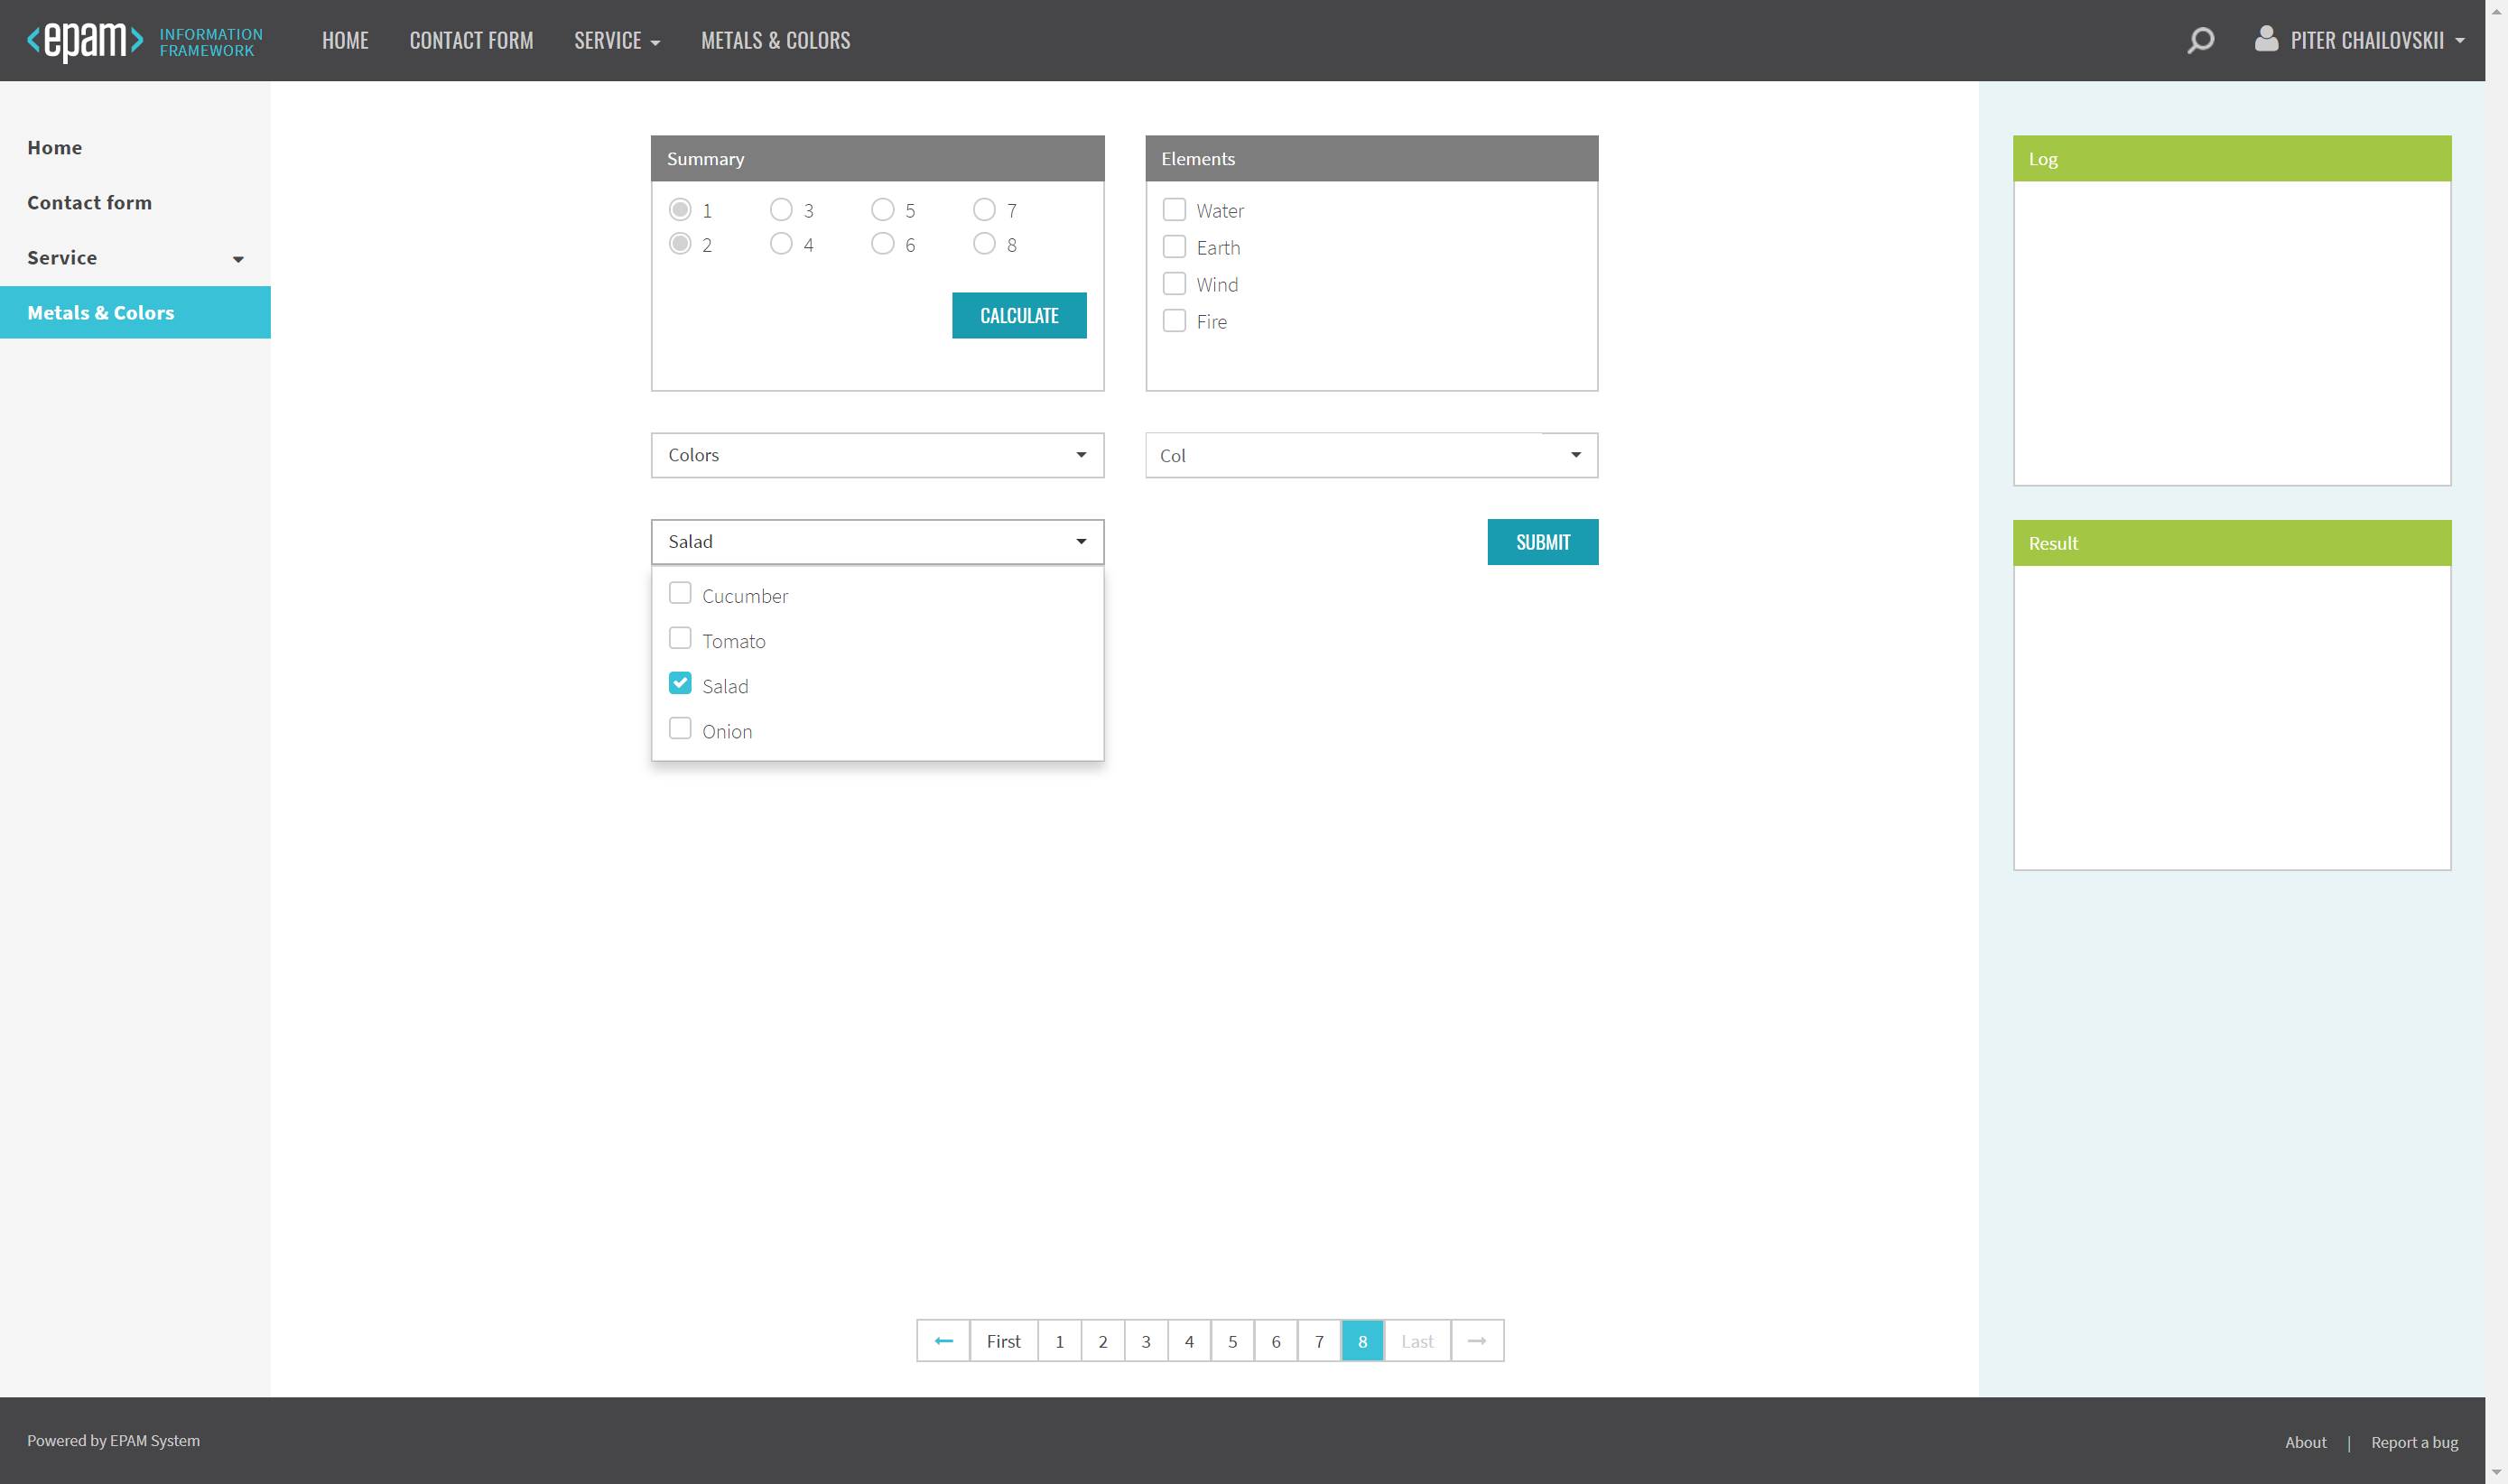 <epam> INFORMATION FRAMEWORK HOME CONTACT FORM SERVICE METALS & COLORS PITER CHAILOVSKII
Home
Contact form
Service
Metals & Colors
Summary
1 3 5 7
2 4 6 8
CALCULATE
Elements
Water
Earth
Wind
Fire
Colors
Col
Salad
SUBMIT
Cucumber
Tomato
Salad
Onion
Log
Result
First 1 2 3 4 5 6 7 8 Last
Powered by EPAM System
About | Report a bug